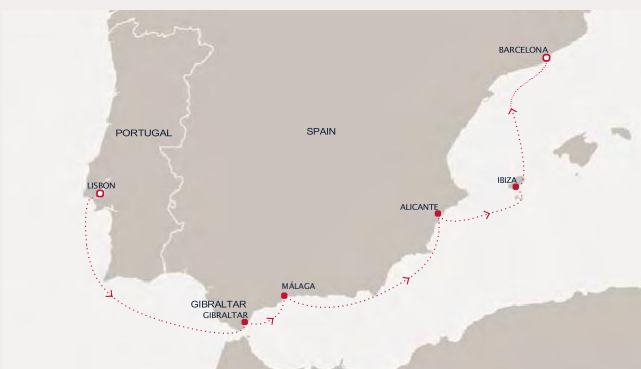 BARCELONA
PORTUGAL
SPAIN
IBIZA
LISBON
ALICANTE
MÁLAGA
GIBRALTAR
GIBRALTAR